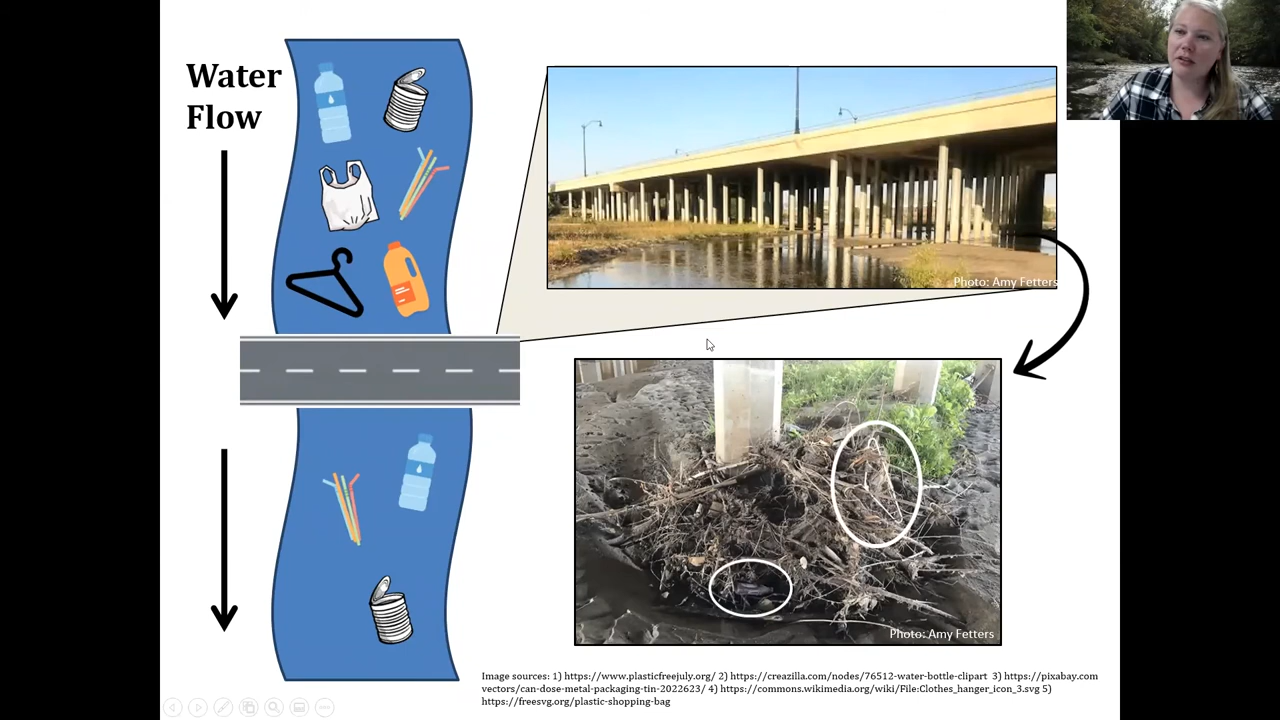 Water
Flow
Photo: Amy Fetters
Photo: Amy Fetters
Image sources: 1) https://www.plasticfreejuly.org/ 2) https://creazilla.com/nodes/76512-water-bottle-clipart 3) https://pixabay.com
vectors/can-dose-metal-packaging-tin-2022623/ 4) https://commons.wikimedia.org/wiki/File:Clothes_hanger_icon_3.svg 5)
https://freesvg.org/plastic-shopping-bag